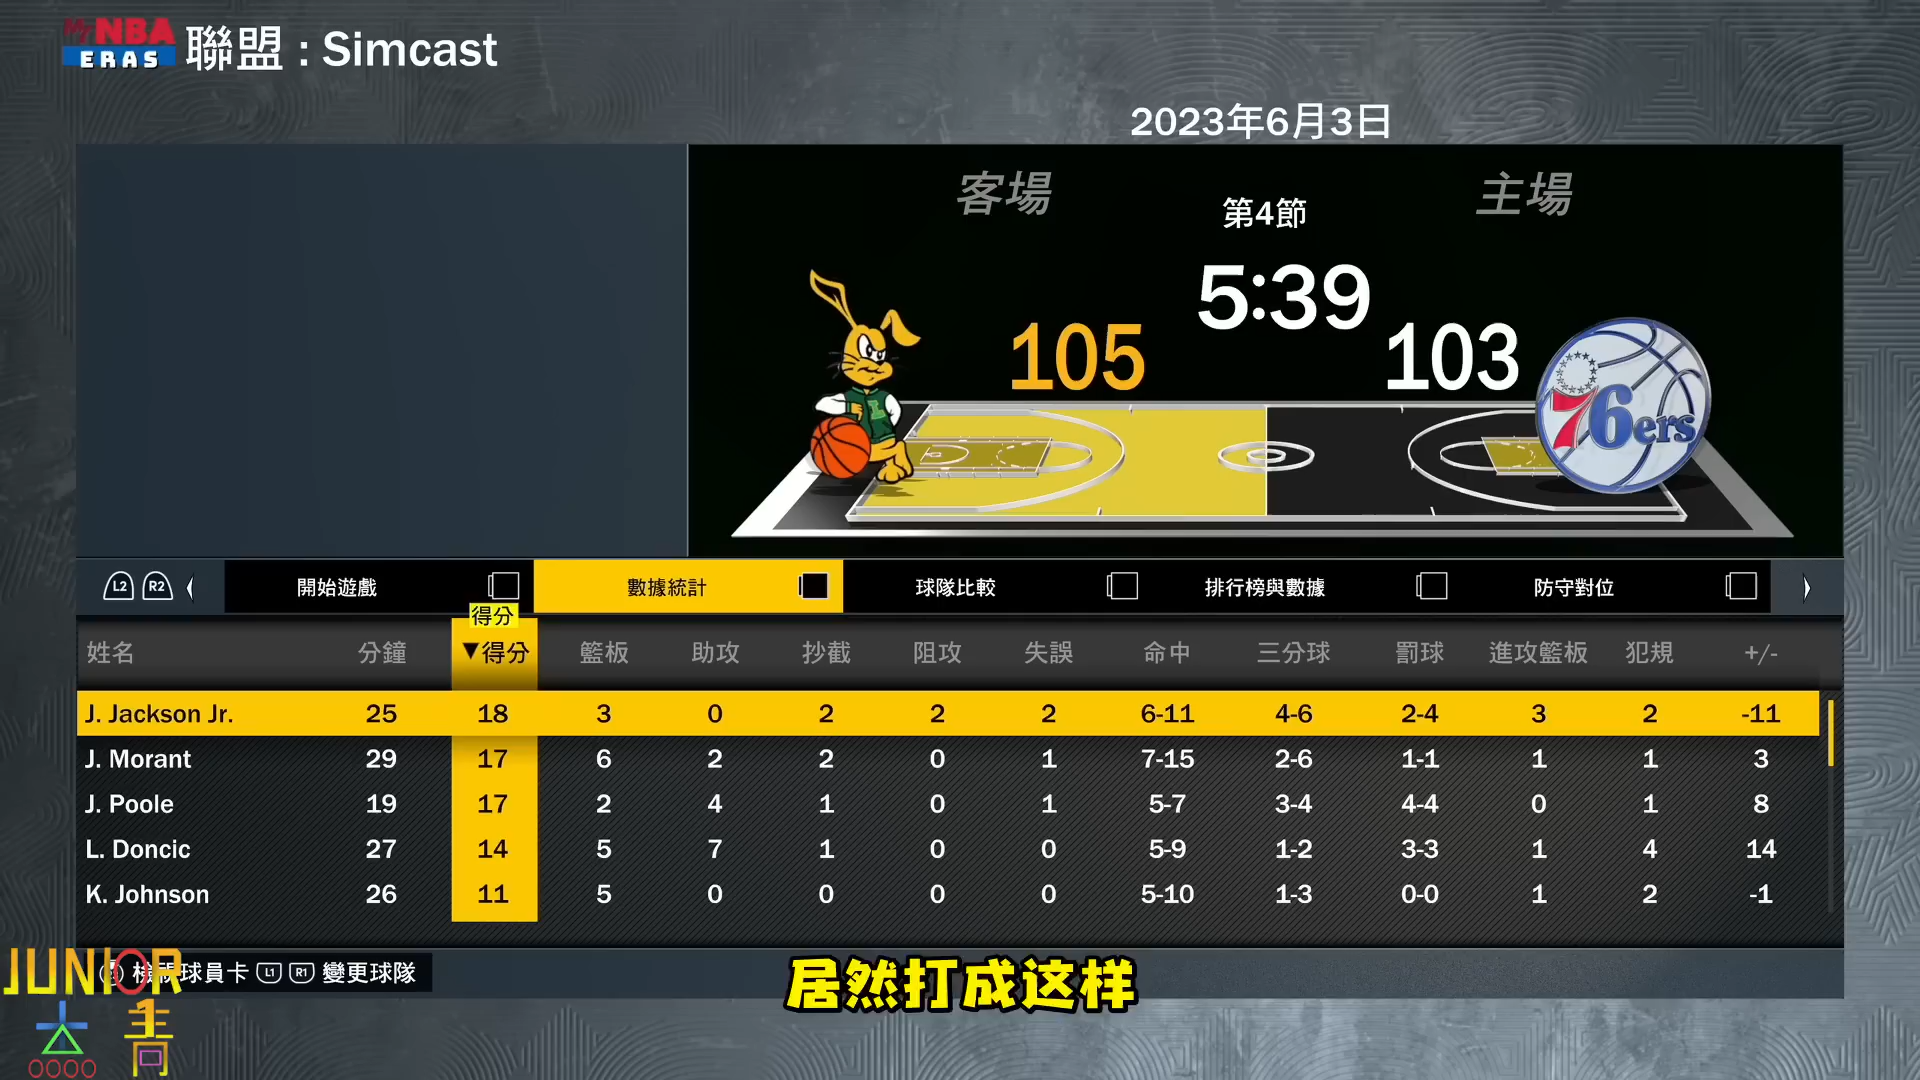 MyNBA ERAS 聯盟 : Simcast
2023年6月3日
客場
主場
第4節
5:39
105
103
L
76ers
L2 R2 開始遊戲 數據統計 球隊比較 排行榜與數據 防守對位
得分
姓名 分鐘 ▼得分 籃板 助攻 抄截 阻攻 失誤 命中 三分球 罰球 進攻籃板 犯規 +/-
J. Jackson Jr. 25 18 3 0 2 2 2 6-11 4-6 2-4 3 2 -11
J. Morant 29 17 6 2 2 0 1 7-15 2-6 1-1 1 1 3
J. Poole 19 17 2 4 1 0 1 5-7 3-4 4-4 0 1 8
L. Doncic 27 14 5 7 1 0 0 5-9 1-2 3-3 1 4 14
K. Johnson 26 11 5 0 0 0 0 5-10 1-3 0-0 1 2 -1
JUNIOR
球員卡 L1 R1 變更球隊
居然打成这样